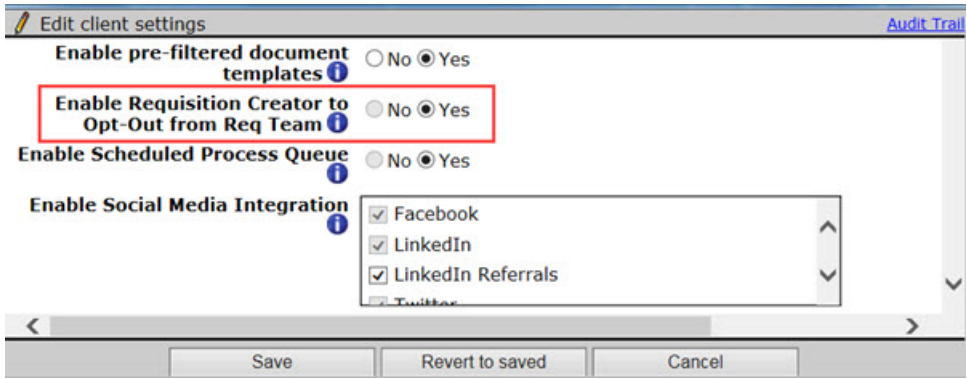 Edit client settings Audit Trail
Enable pre-filtered document
templates No Yes
Enable Requisition Creator to
Opt-Out from Req Team No Yes
Enable Scheduled Process Queue No Yes
Enable Social Media Integration
Facebook
LinkedIn
LinkedIn Referrals
Twitter
Save Revert to saved Cancel